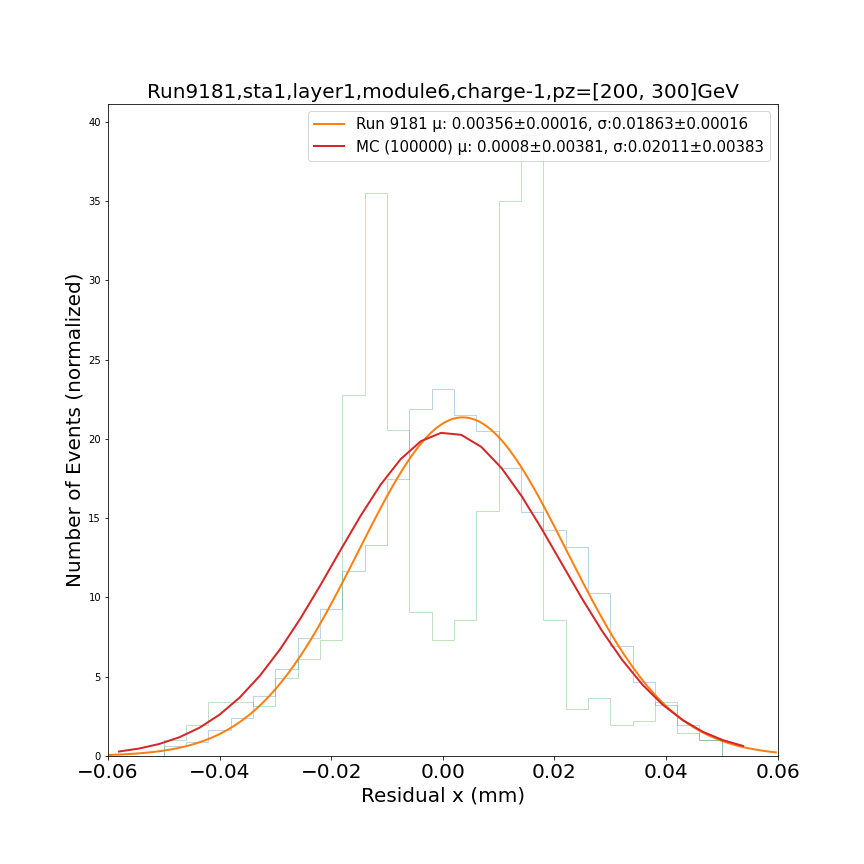 Run9181,sta1,layer1,module6,charge-1,pz=[200, 300]GeV
Run 9181 μ: 0.00356±0.00016, σ:0.01863±0.00016
MC (100000) μ: 0.0008±0.00381, σ:0.02011±0.00383
Number of Events (normalized)
40
35
30
25
20
15
10
5
0
−0.06 −0.04 −0.02 0.00 0.02 0.04 0.06
Residual x (mm)